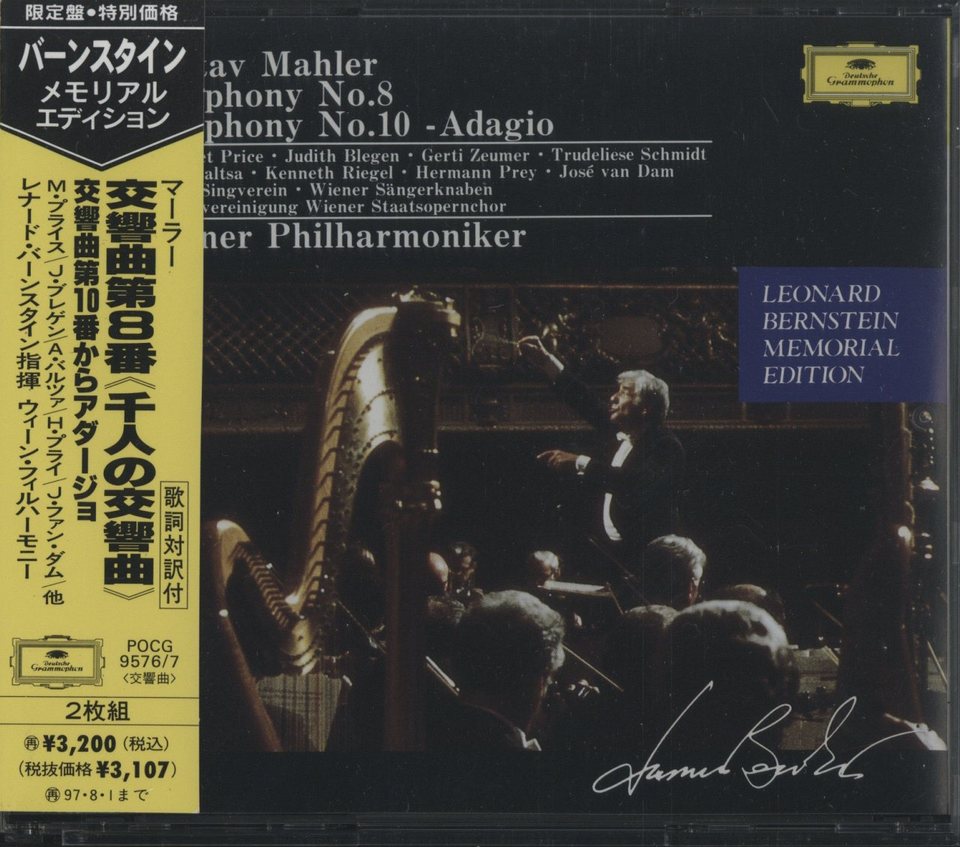 限定盤•特別価格
バーンスタイン
メモリアル
エディション
マーラー
交響曲第8番《千人の交響曲》
交響曲第10番からアダージョ
M・プライス/J・ブレゲン/A・バルツァ/H・プライ/J・ファン・ダム/他
レナード・バーンスタイン指揮 ウィーン・フィルハーモニー
歌詞対訳付
Deutsche
Grammophon
POCG
9576/7
〈交響曲〉
2枚組
再 ¥3,200 (税込)
(税抜価格 ¥3,107)
再 97・8・1まで
tav Mahler
phony No.8
phony No.10 -Adagio
et Price · Judith Blegen · Gerti Zeumer · Trudeliese Schmidt
altsa · Kenneth Riegel · Hermann Prey · José van Dam
Singverein · Wiener Sängerknaben
vereinigung Wiener Staatsopernchor
ner Philharmoniker
Deutsche
Grammophon
LEONARD
BERNSTEIN
MEMORIAL
EDITION